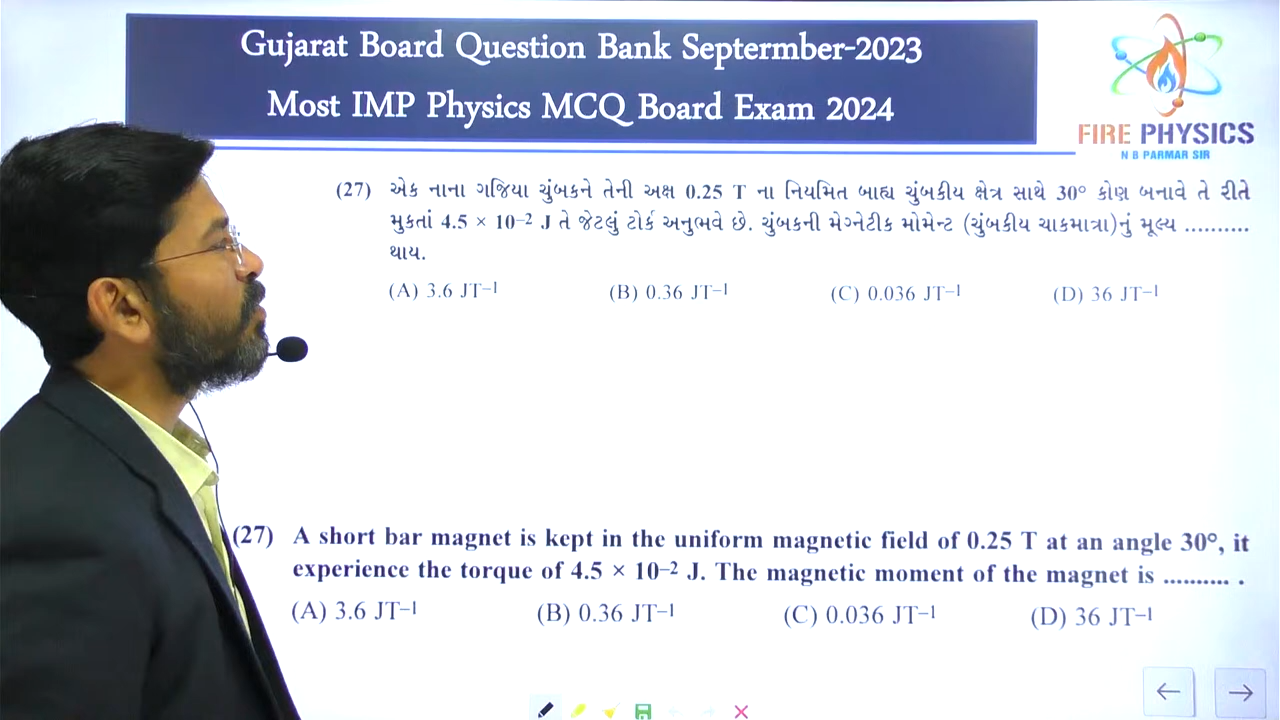 Gujarat Board Question Bank Septermber-2023
Most IMP Physics MCQ Board Exam 2024
FIRE PHYSICS
N B PARMAR SIR
(27) એક નાના ગજિયા ચુંબકને તેની અક્ષ 0.25 T ના નિયમિત બાહ્ય ચુંબકીય ક્ષેત્ર સાથે 30° કોણ બનાવે તે રીતે
મુકતાં 4.5 × 10⁻² J તે જેટલું ટોર્ક અનુભવે છે. ચુંબકની મેગ્નેટીક મોમેન્ટ (ચુંબકીય ચાકમાત્રા)નું મૂલ્ય ..........
થાય.
(A) 3.6 JT⁻¹ (B) 0.36 JT⁻¹ (C) 0.036 JT⁻¹ (D) 36 JT⁻¹
(27) A short bar magnet is kept in the uniform magnetic field of 0.25 T at an angle 30°, it
experience the torque of 4.5 × 10⁻² J. The magnetic moment of the magnet is .......... .
(A) 3.6 JT⁻¹ (B) 0.36 JT⁻¹ (C) 0.036 JT⁻¹ (D) 36 JT⁻¹